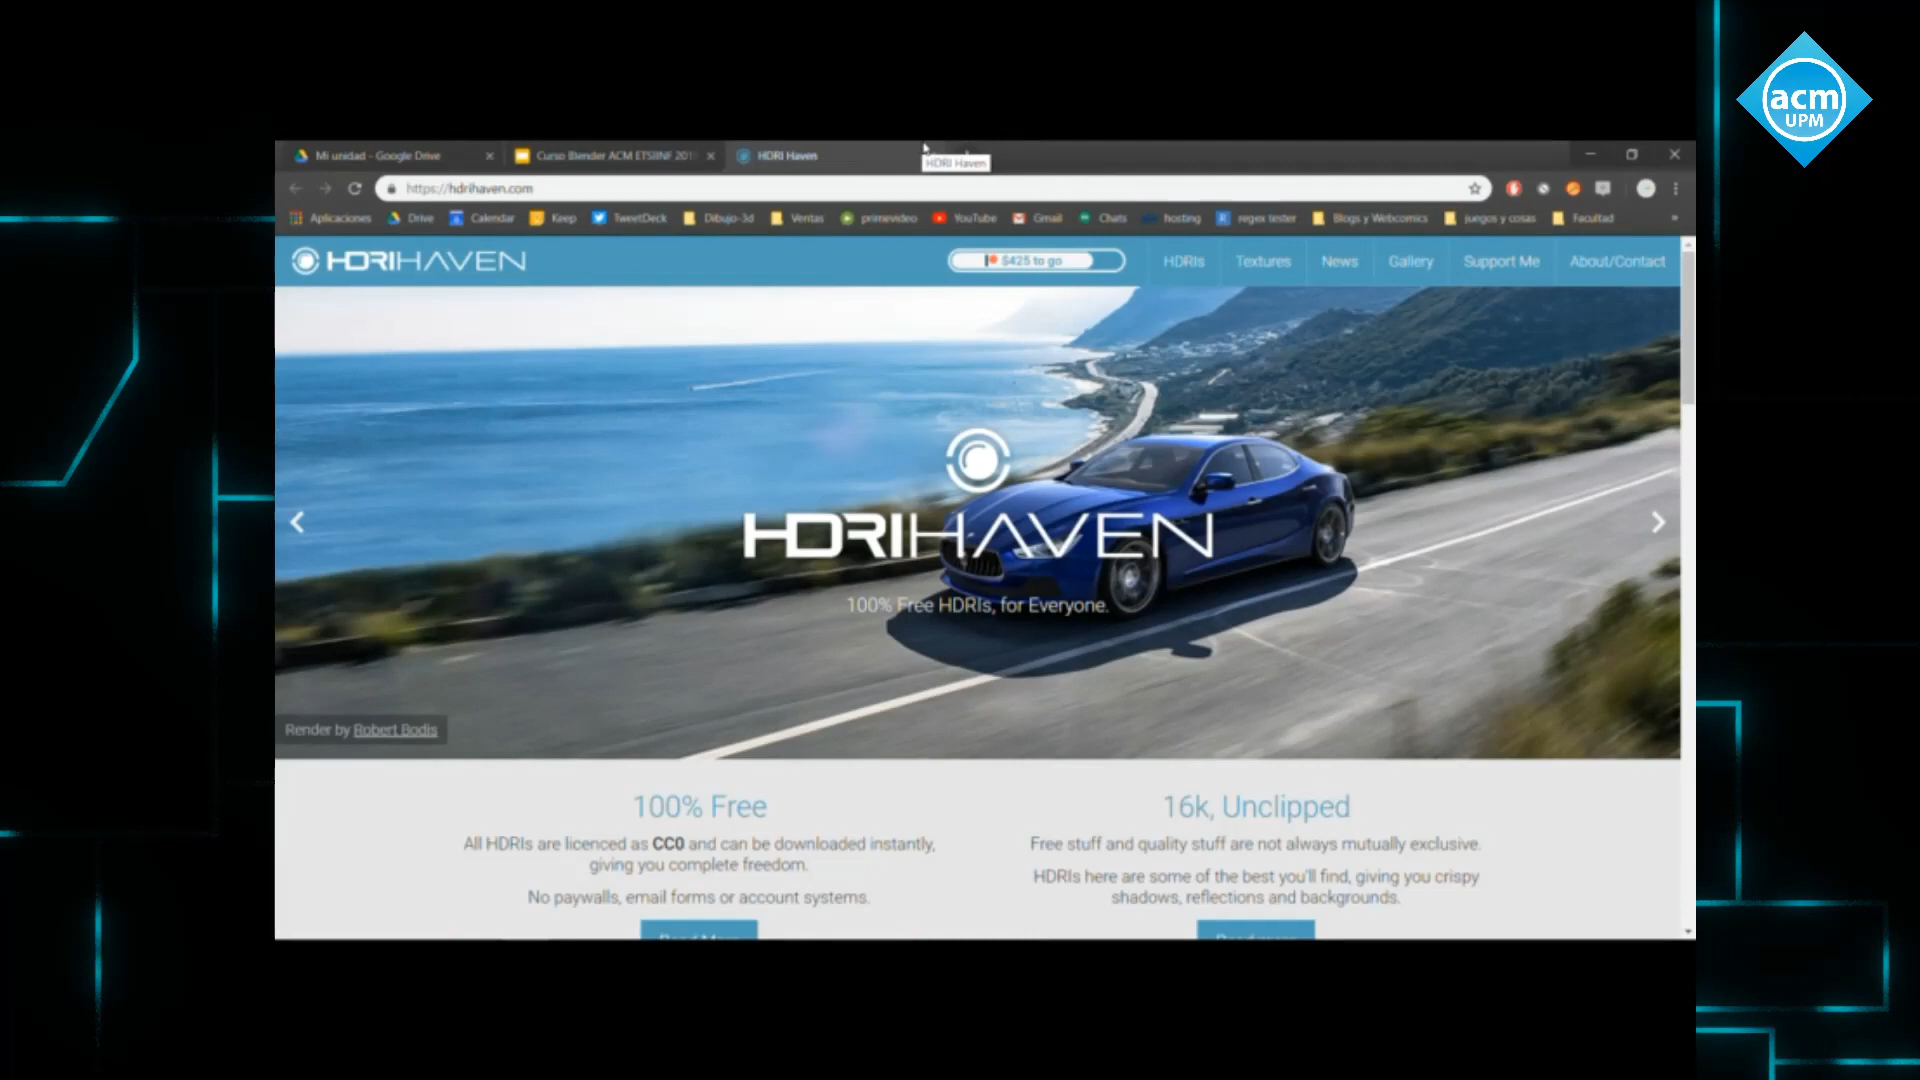 acm
UPM
Mi unidad - Google Drive
Curso Blender ACM ETSIINF 201
HDRI Haven
HDRI Haven
https://hdrihaven.com
Aplicaciones
Drive
Calendar
Keep
TweetDeck
Dibujo-3d
Ventas
primevideo
YouTube
Gmail
Chats
hosting
regex tester
Blogs y Webcomics
juegos y cosas
Facultad
HDRIHAVEN
$425 to go
HDRIs
Textures
News
Gallery
Support Me
About/Contact
HDRIHAVEN
100% Free HDRIs, for Everyone.
Render by Robert Bodis
100% Free
All HDRIs are licenced as CC0 and can be downloaded instantly,
giving you complete freedom.
No paywalls, email forms or account systems.
16k, Unclipped
Free stuff and quality stuff are not always mutually exclusive.
HDRIs here are some of the best you'll find, giving you crispy
shadows, reflections and backgrounds.